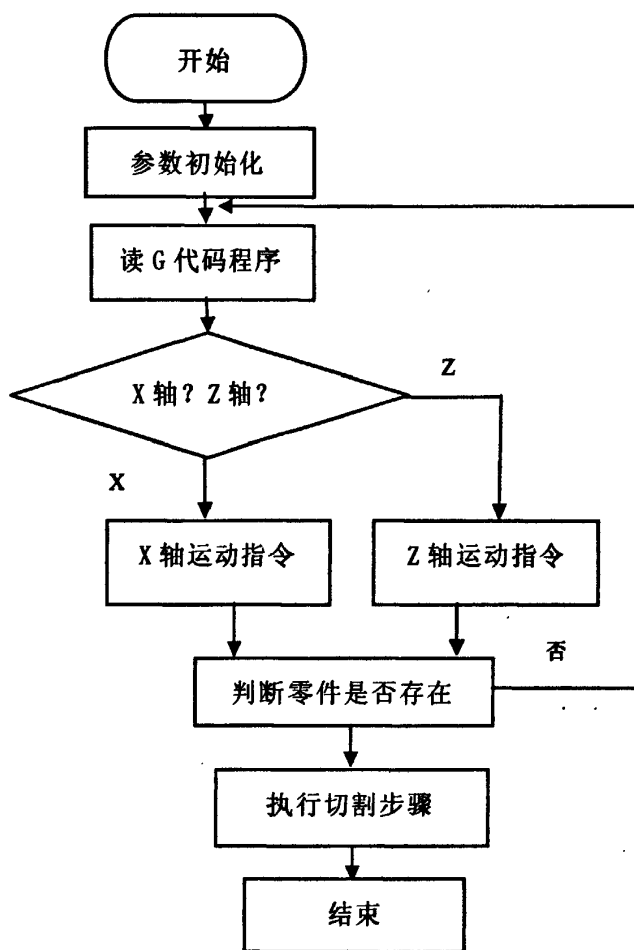 开始
参数初始化
读G代码程序
X轴？Z轴？
Z
X
X轴运动指令
Z轴运动指令
否
判断零件是否存在
执行切割步骤
结束